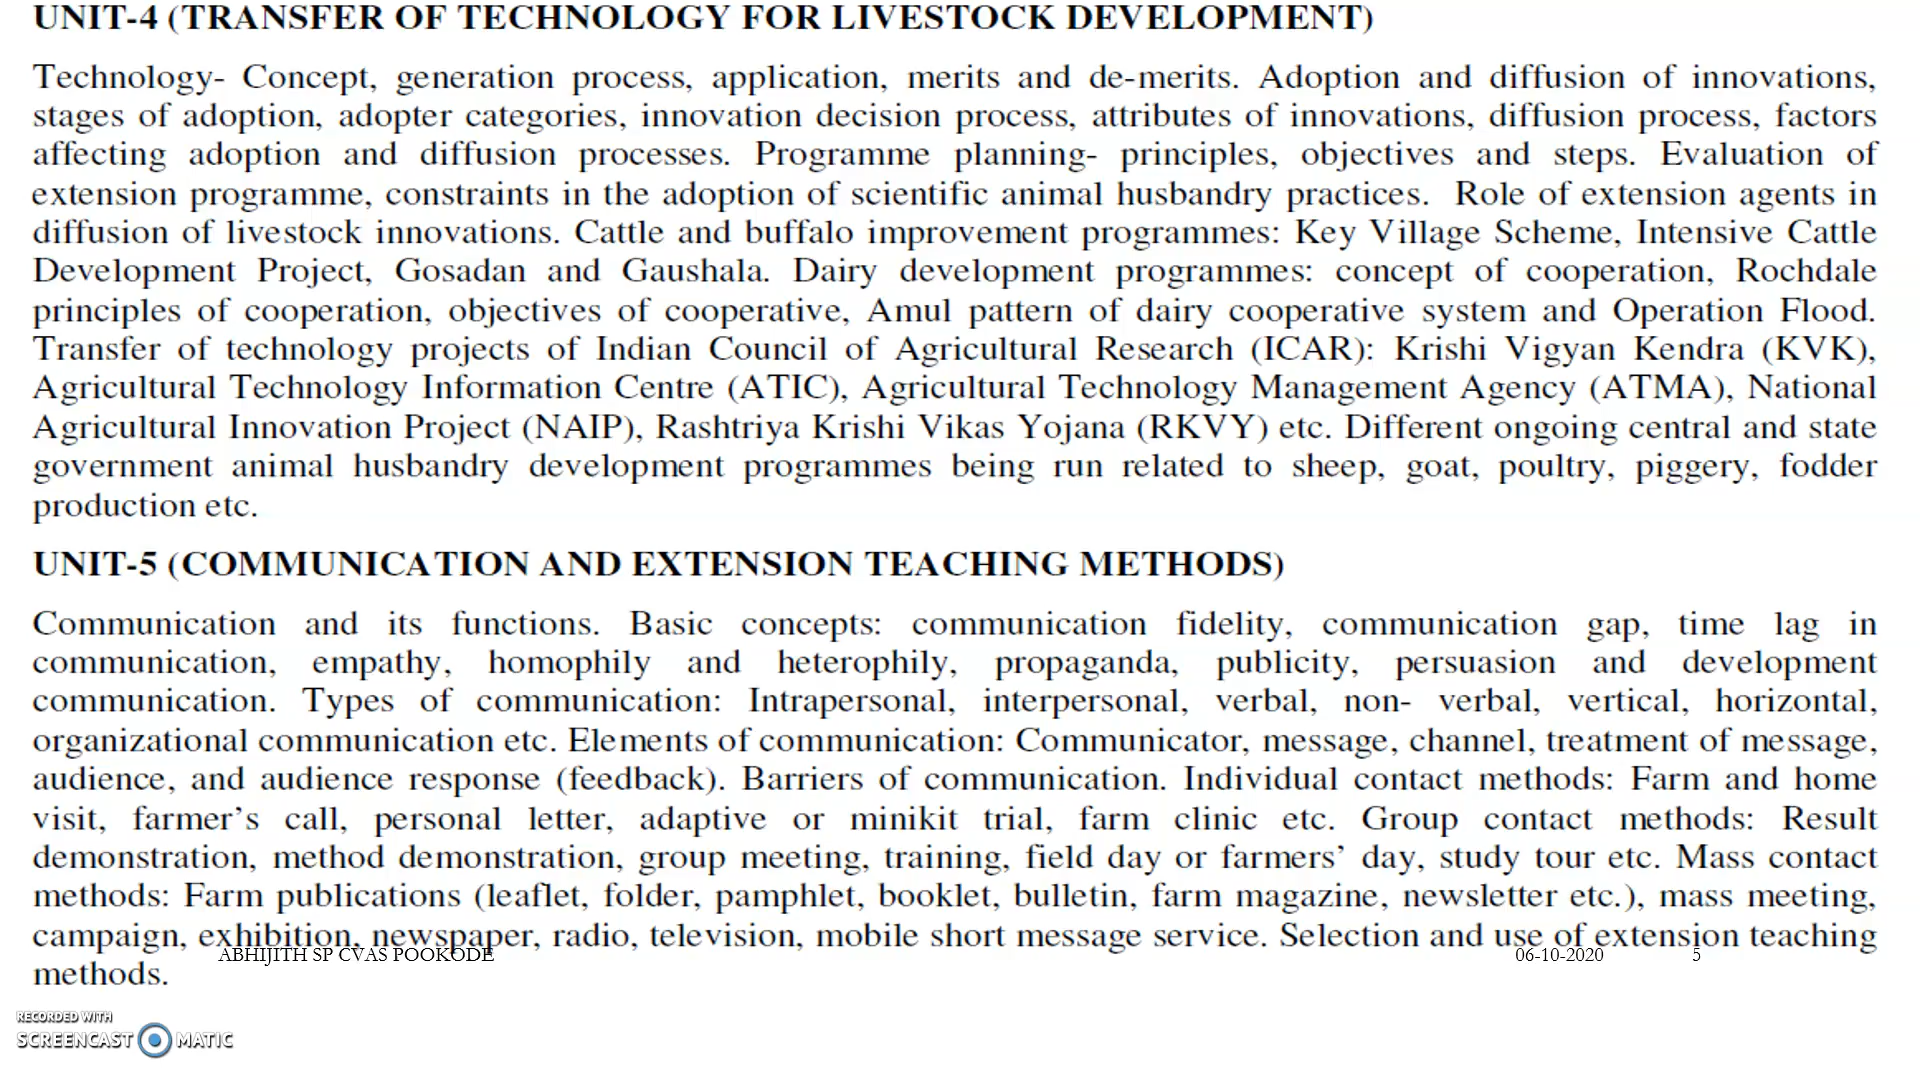 UNIT-4 (TRANSFER OF TECHNOLOGY FOR LIVESTOCK DEVELOPMENT)
Technology- Concept, generation process, application, merits and de-merits. Adoption and diffusion of innovations,
stages of adoption, adopter categories, innovation decision process, attributes of innovations, diffusion process, factors
affecting adoption and diffusion processes. Programme planning- principles, objectives and steps. Evaluation of
extension programme, constraints in the adoption of scientific animal husbandry practices. Role of extension agents in
diffusion of livestock innovations. Cattle and buffalo improvement programmes: Key Village Scheme, Intensive Cattle
Development Project, Gosadan and Gaushala. Dairy development programmes: concept of cooperation, Rochdale
principles of cooperation, objectives of cooperative, Amul pattern of dairy cooperative system and Operation Flood.
Transfer of technology projects of Indian Council of Agricultural Research (ICAR): Krishi Vigyan Kendra (KVK),
Agricultural Technology Information Centre (ATIC), Agricultural Technology Management Agency (ATMA), National
Agricultural Innovation Project (NAIP), Rashtriya Krishi Vikas Yojana (RKVY) etc. Different ongoing central and state
government animal husbandry development programmes being run related to sheep, goat, poultry, piggery, fodder
production etc.
UNIT-5 (COMMUNICATION AND EXTENSION TEACHING METHODS)
Communication and its functions. Basic concepts: communication fidelity, communication gap, time lag in
communication, empathy, homophily and heterophily, propaganda, publicity, persuasion and development
communication. Types of communication: Intrapersonal, interpersonal, verbal, non- verbal, vertical, horizontal,
organizational communication etc. Elements of communication: Communicator, message, channel, treatment of message,
audience, and audience response (feedback). Barriers of communication. Individual contact methods: Farm and home
visit, farmer’s call, personal letter, adaptive or minikit trial, farm clinic etc. Group contact methods: Result
demonstration, method demonstration, group meeting, training, field day or farmers’ day, study tour etc. Mass contact
methods: Farm publications (leaflet, folder, pamphlet, booklet, bulletin, farm magazine, newsletter etc.), mass meeting,
campaign, exhibition, newspaper, radio, television, mobile short message service. Selection and use of extension teaching
methods.
ABHIJITH SP CVAS POOKODE 06-10-2020 5
RECORDED WITH
SCREENCAST MATIC